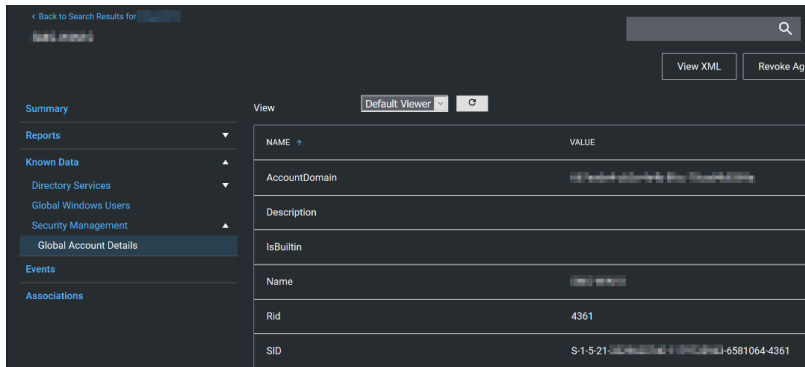 ‹ Back to Search Results for
View XML
Revoke Ag
Summary
View
Default Viewer
Reports
NAME ↑
VALUE
Known Data
Directory Services
AccountDomain
Global Windows Users
Description
Security Management
Global Account Details
IsBuiltin
Events
Name
Associations
Rid
4361
SID
S-1-5-21- -6581064-4361